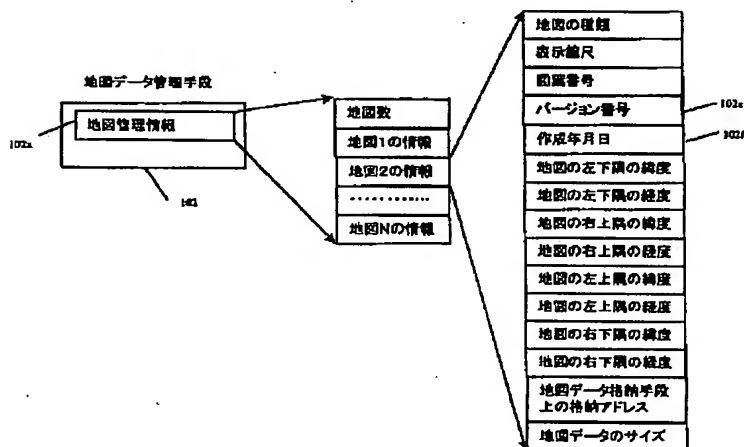 地図データ管理手段
102a
地図管理情報
102
地図数
地図1の情報
地図2の情報
‥‥‥‥‥
地図Nの情報
地図の種類
表示縮尺
図葉番号
バージョン番号
102e
作成年月日
102f
地図の左下隅の緯度
地図の左下隅の経度
地図の右上隅の緯度
地図の右上隅の経度
地図の左上隅の緯度
地図の左上隅の経度
地図の右下隅の緯度
地図の右下隅の経度
地図データ格納手段
上の格納アドレス
地図データのサイズ